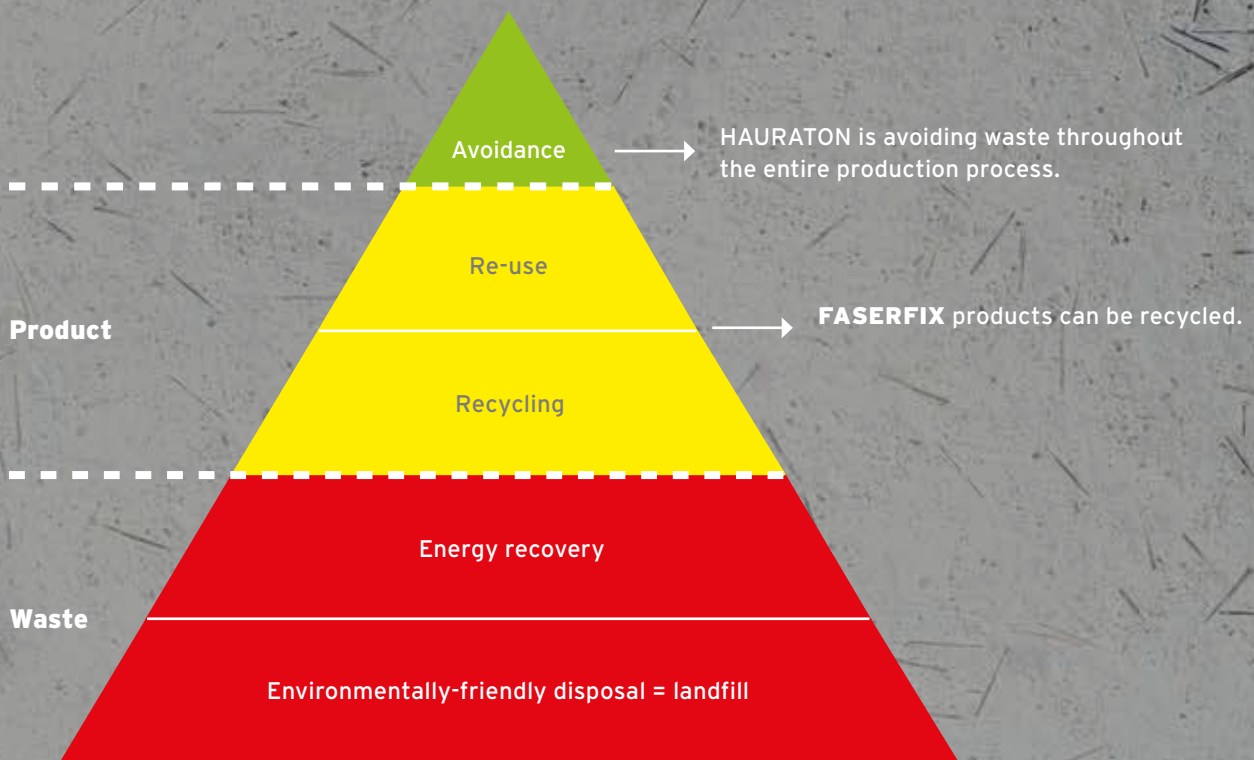 Avoidance
HAURATON is avoiding waste throughout
the entire production process.
Re-use
Product
FASERFIX products can be recycled.
Recycling
Energy recovery
Waste
Environmentally-friendly disposal = landfill